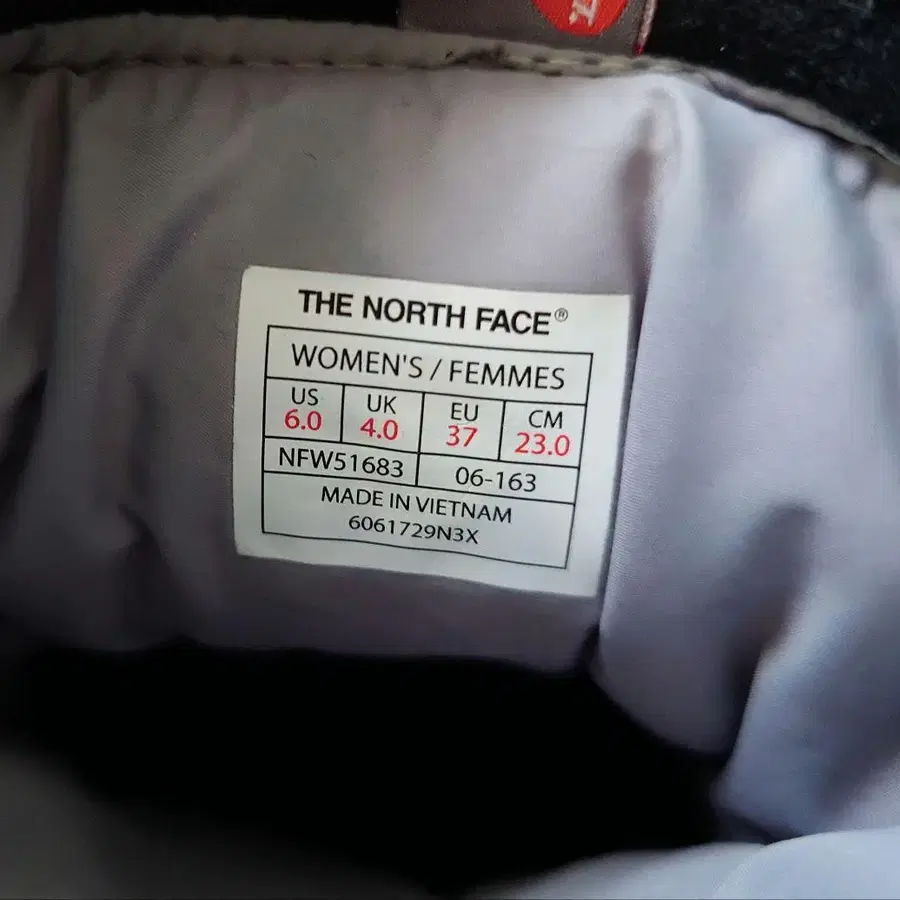 THE NORTH FACE®
WOMEN'S / FEMMES
US UK EU CM
6.0 4.0 37 23.0
NFW51683 06-163
MADE IN VIETNAM
6061729N3X